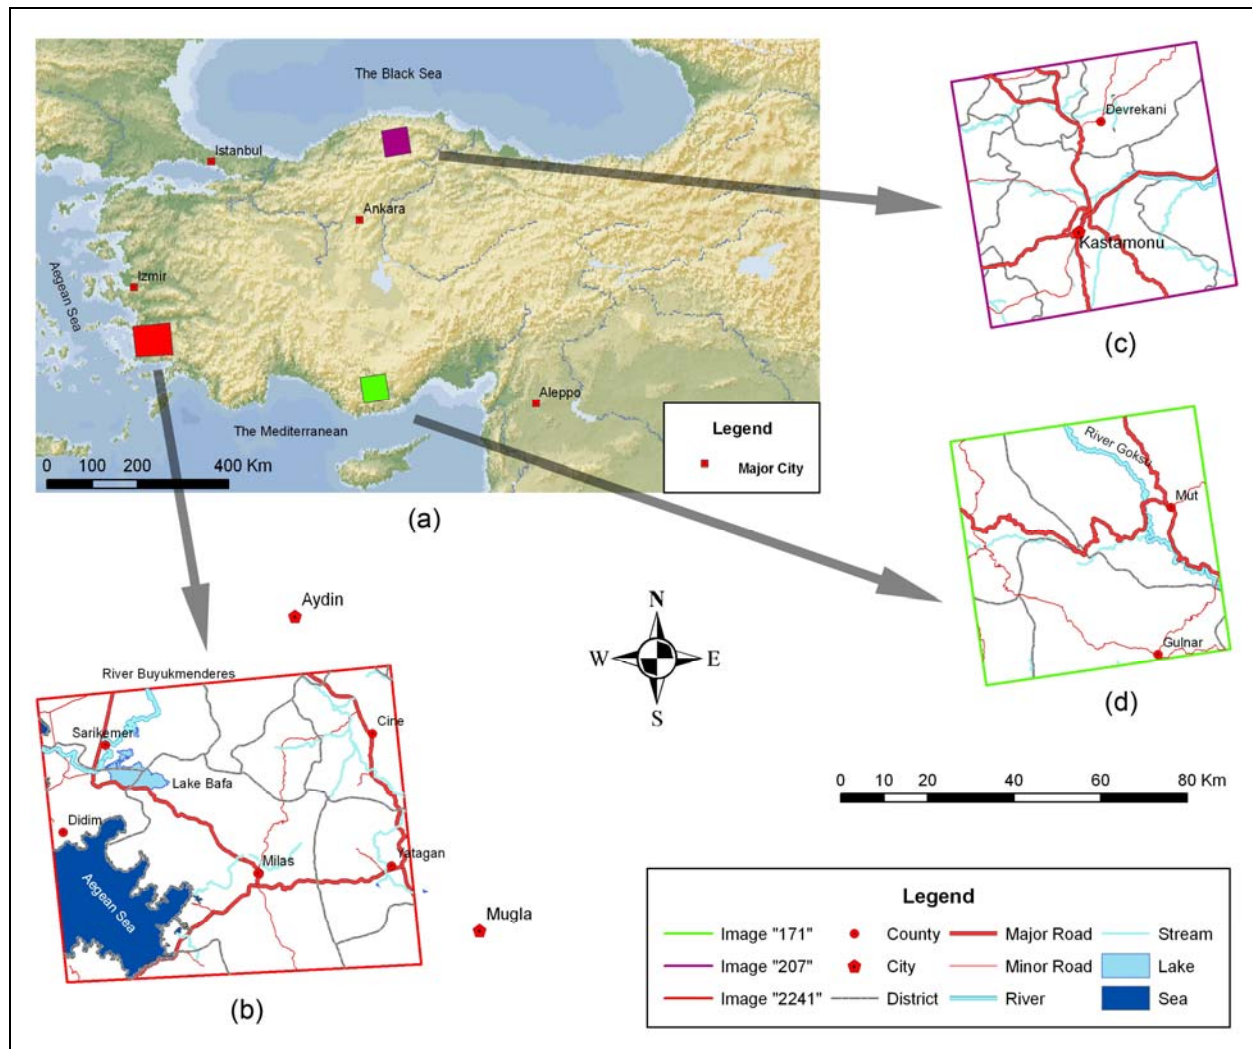 The Black Sea
Istanbul
Ankara
Izmir
Aegean Sea
Aleppo
The Mediterranean
0 100 200 400 Km
Legend
Major City
(a)
Devrekani
Kastamonu
(c)
River Goksu
Mut
Gulnar
(d)
Aydin
N
W E
S
River Buyukmenderes
Sarikemer
Cine
Lake Bafa
Didim
Milas
Yatagan
Aegean Sea
Mugla
(b)
0 10 20 40 60 80 Km
Legend
Image "171" County Major Road Stream
Image "207" City Minor Road Lake
Image "2241" District River Sea